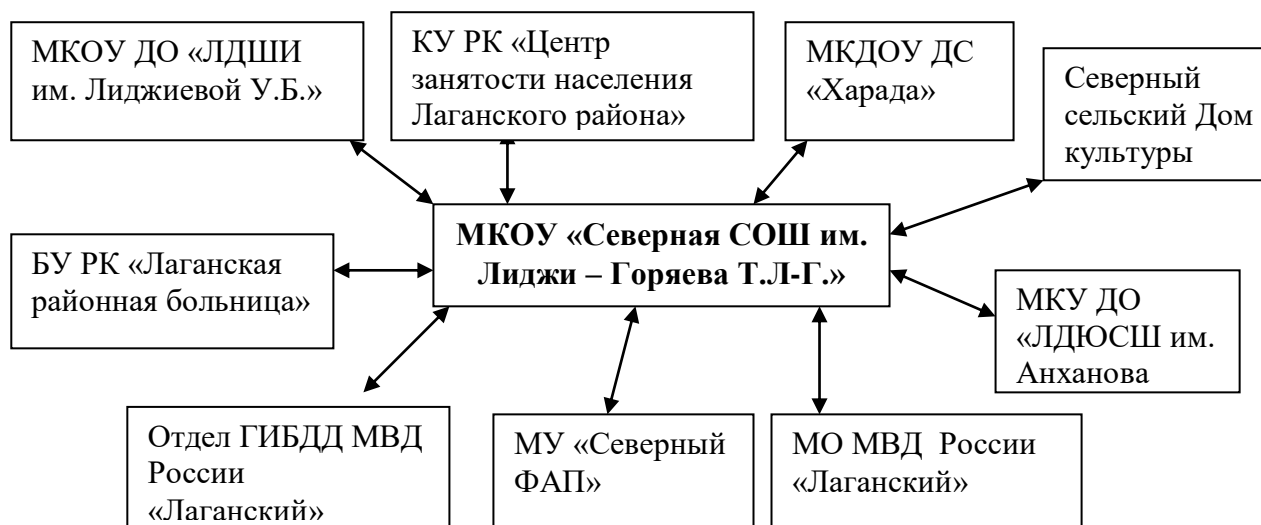 МКОУ ДО «ЛДШИ
им. Лиджиевой У.Б.»
КУ РК «Центр
занятости населения
Лаганского района»
МКДОУ ДС
«Харада»
Северный
сельский Дом
культуры
МКОУ «Северная СОШ им.
Лиджи – Горяева Т.Л-Г.»
БУ РК «Лаганская
районная больница»
МКУ ДО
«ЛДЮСШ им.
Анханова
Отдел ГИБДД МВД
России
«Лаганский»
МУ «Северный
ФАП»
МО МВД  России
«Лаганский»